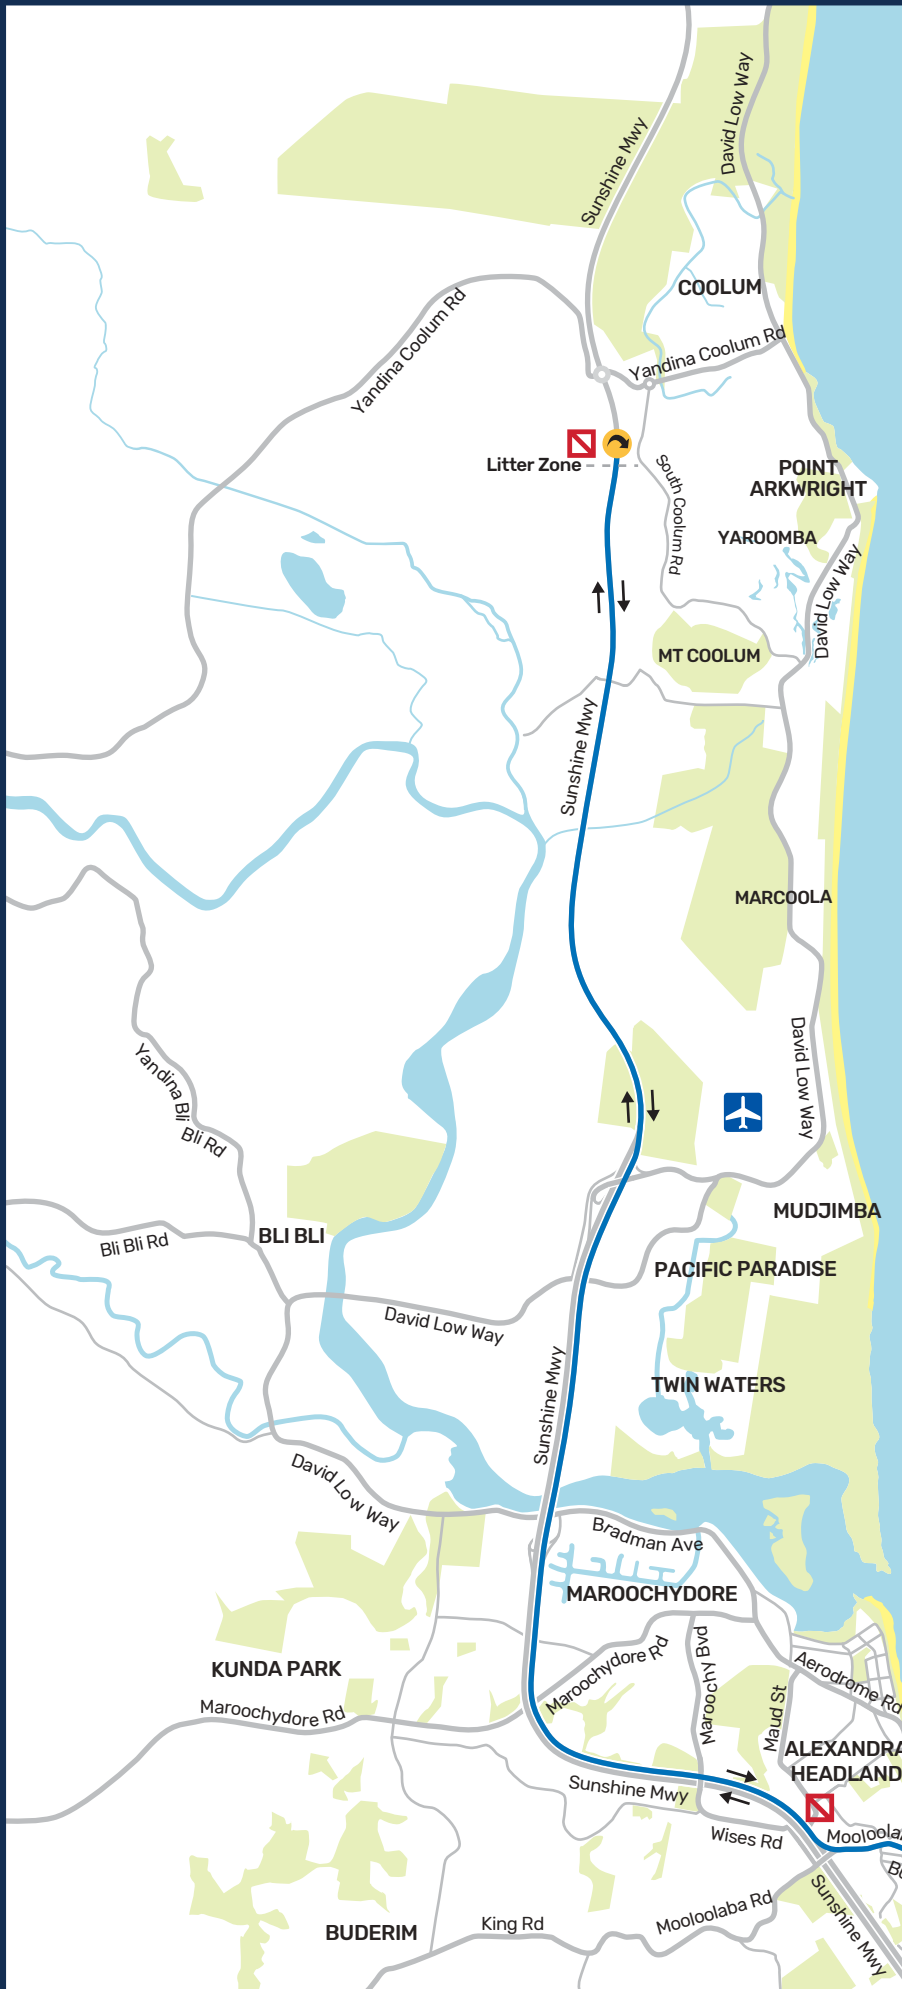 David Low Way
Sunshine Mwy
COOLUM
Yandina Coolum Rd
Yandina Coolum Rd
Litter Zone
South Coolum Rd
POINT
ARKWRIGHT
YAROOMBA
David Low Way
MT COOLUM
Sunshine Mwy
MARCOOLA
David Low Way
Yandina Bli
Bli Rd
MUDJIMBA
Bli Bli Rd
BLI BLI
PACIFIC PARADISE
David Low Way
Sunshine Mwy
TWIN WATERS
David Low Way
Bradman Ave
MAROOCHYDORE
Maroochydore Rd
Maroochy Bvd
KUNDA PARK
Aerodrome Rd
Maud St
Maroochydore Rd
ALEXANDRA
HEADLAND
Sunshine Mwy
Wises Rd
Mooloola
Sunshine Mwy
Mooloolaba Rd
King Rd
BUDERIM